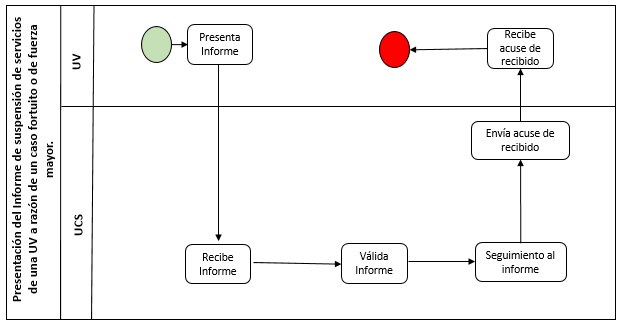 Presentación del Informe de suspensión de servicios
de una UV a razón de un caso fortuito o de fuerza
mayor.
UV
Presenta
Informe
Recibe
acuse de
recibido
UCS
Envía acuse de
recibido
Recibe
Informe
Válida
Informe
Seguimiento al
informe